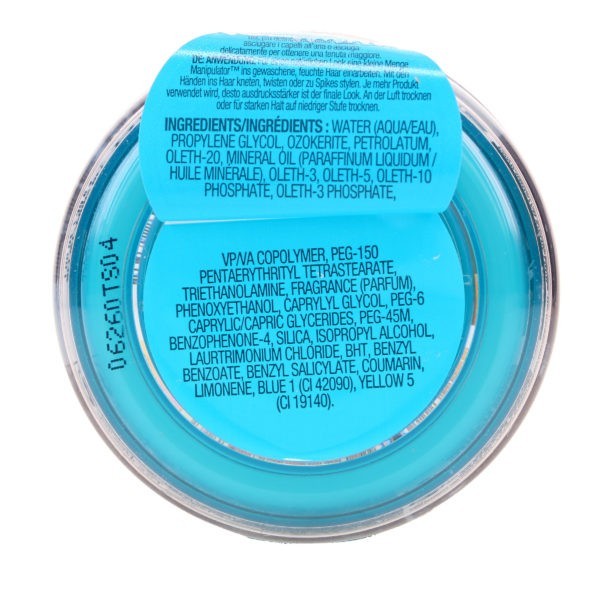 asciugare i capelli all'aria o asciuga
delicatamente per ottenere una tenuta maggiore.
DE: ANWENDUNG: Look eine kleine Menge
Manipulator™ ins gewaschene, feuchte Haar einarbeiten. Mit den
Händen ins Haar kneten, twisten oder zu Spikes stylen. Je mehr Produkt
verwendet wird, desto ausdrucksstärker ist der finale Look. An der Luft trocknen
oder für starken Halt auf niedriger Stufe trocknen.
INGREDIENTS/INGRÉDIENTS : WATER (AQUA/EAU),
PROPYLENE GLYCOL, OZOKERITE, PETROLATUM,
OLETH-20, MINERAL OIL (PARAFFINUM LIQUIDUM /
HUILE MINERALE), OLETH-3, OLETH-5, OLETH-10
PHOSPHATE, OLETH-3 PHOSPHATE,
VP/VA COPOLYMER, PEG-150
PENTAERYTHRITYL TETRASTEARATE,
TRIETHANOLAMINE, FRAGRANCE (PARFUM),
PHENOXYETHANOL, CAPRYLYL GLYCOL, PEG-6
CAPRYLIC/CAPRIC GLYCERIDES, PEG-45M,
BENZOPHENONE-4, SILICA, ISOPROPYL ALCOHOL,
LAURTRIMONIUM CHLORIDE, BHT, BENZYL
BENZOATE, BENZYL SALICYLATE, COUMARIN,
LIMONENE, BLUE 1 (CI 42090), YELLOW 5
(CI 19140).
06260TS04